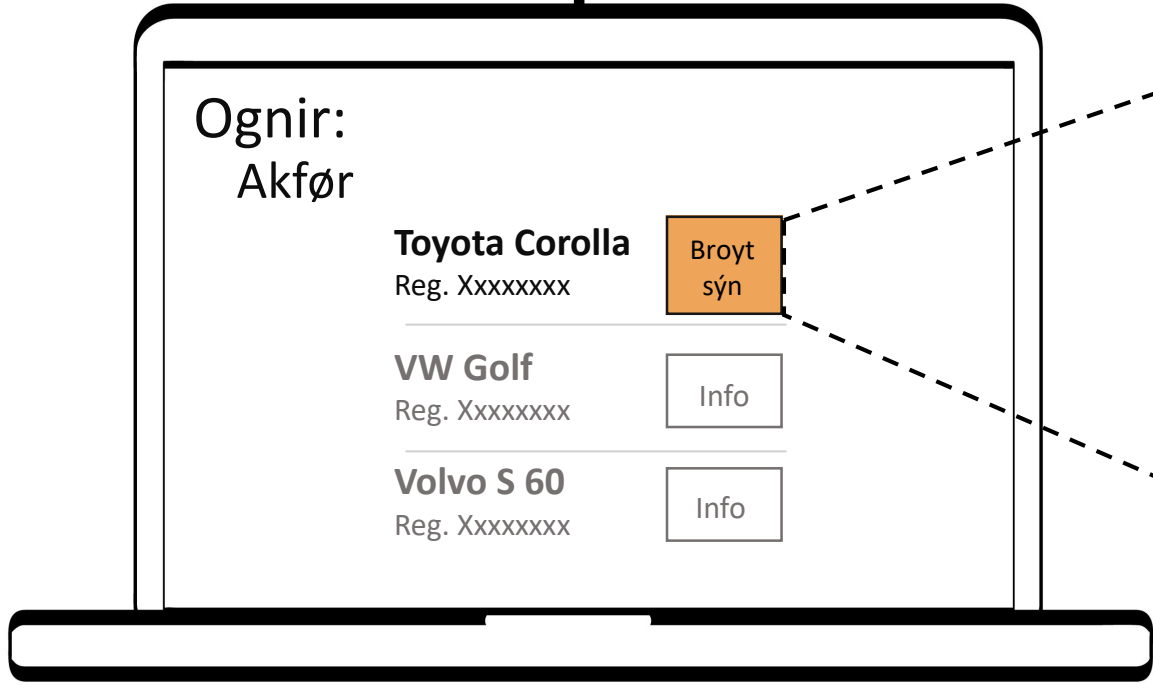 Ognir:
Akfør
Toyota Corolla
Reg. Xxxxxxxx
Broyt
sýn
VW Golf
Reg. Xxxxxxxx
Info
Volvo S 60
Reg. Xxxxxxxx
Info